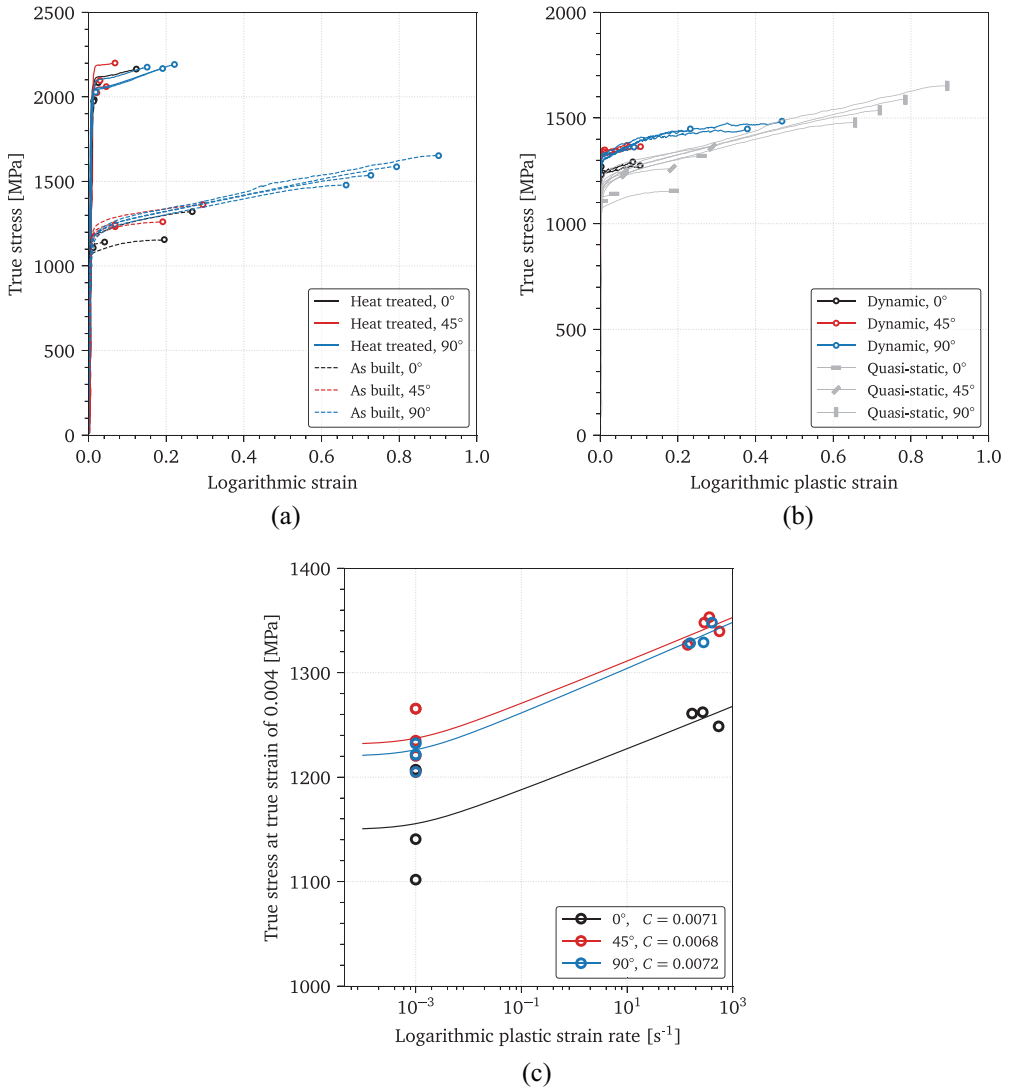 2500
2000
1500
1000
500
0
True stress [MPa]
0.0 0.2 0.4 0.6 0.8 1.0
Logarithmic strain
Heat treated, 0°
Heat treated, 45°
Heat treated, 90°
As built, 0°
As built, 45°
As built, 90°
(a)
2000
1500
1000
500
0
True stress [MPa]
0.0 0.2 0.4 0.6 0.8 1.0
Logarithmic plastic strain
Dynamic, 0°
Dynamic, 45°
Dynamic, 90°
Quasi-static, 0°
Quasi-static, 45°
Quasi-static, 90°
(b)
1400
1300
1200
1100
1000
True stress at true strain of 0.004 [MPa]
10⁻³ 10⁻¹ 10¹ 10³
Logarithmic plastic strain rate [s⁻¹]
0°, C = 0.0071
45°, C = 0.0068
90°, C = 0.0072
(c)